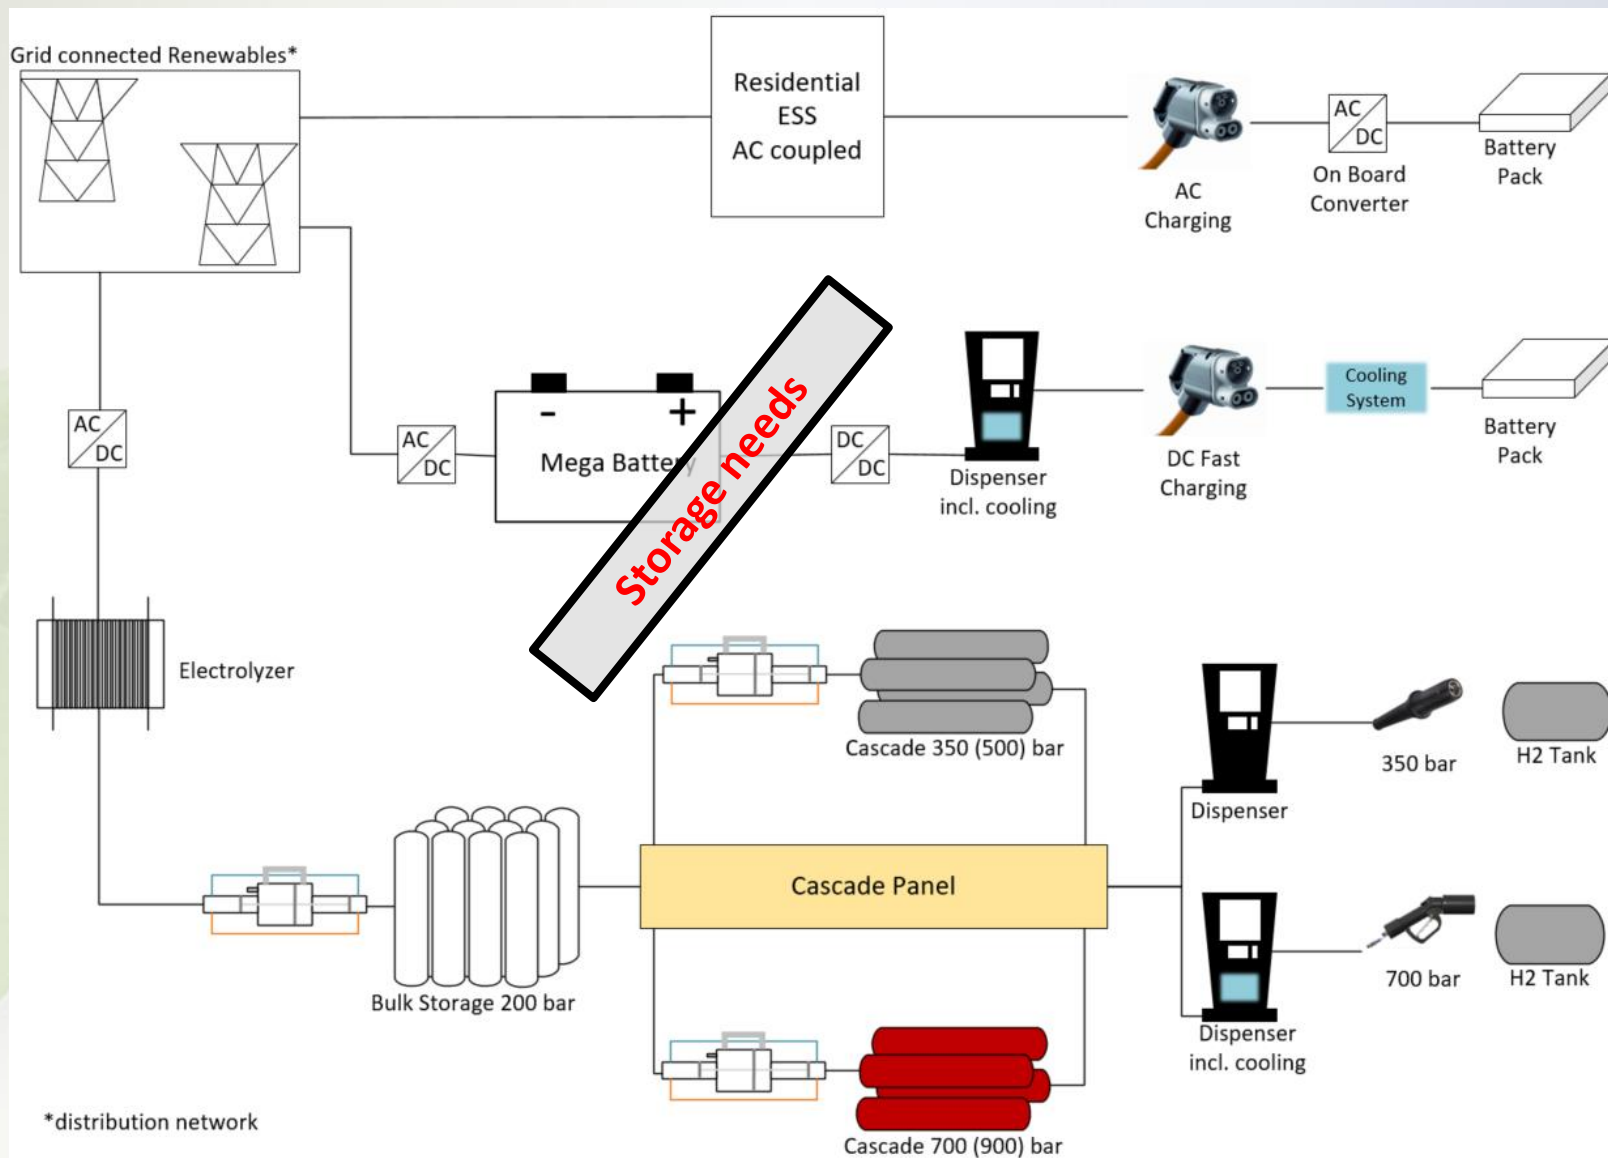 Grid connected Renewables*
Residential
ESS
AC coupled
AC
Charging
AC
DC
On Board
Converter
Battery
Pack
AC
DC
AC
DC
- +
Mega Battery
Storage needs
DC
DC
Dispenser
incl. cooling
DC Fast
Charging
Cooling
System
Battery
Pack
Electrolyzer
Cascade 350 (500) bar
Dispenser
350 bar
H2 Tank
Bulk Storage 200 bar
Cascade Panel
Dispenser
incl. cooling
700 bar
H2 Tank
Cascade 700 (900) bar
*distribution network